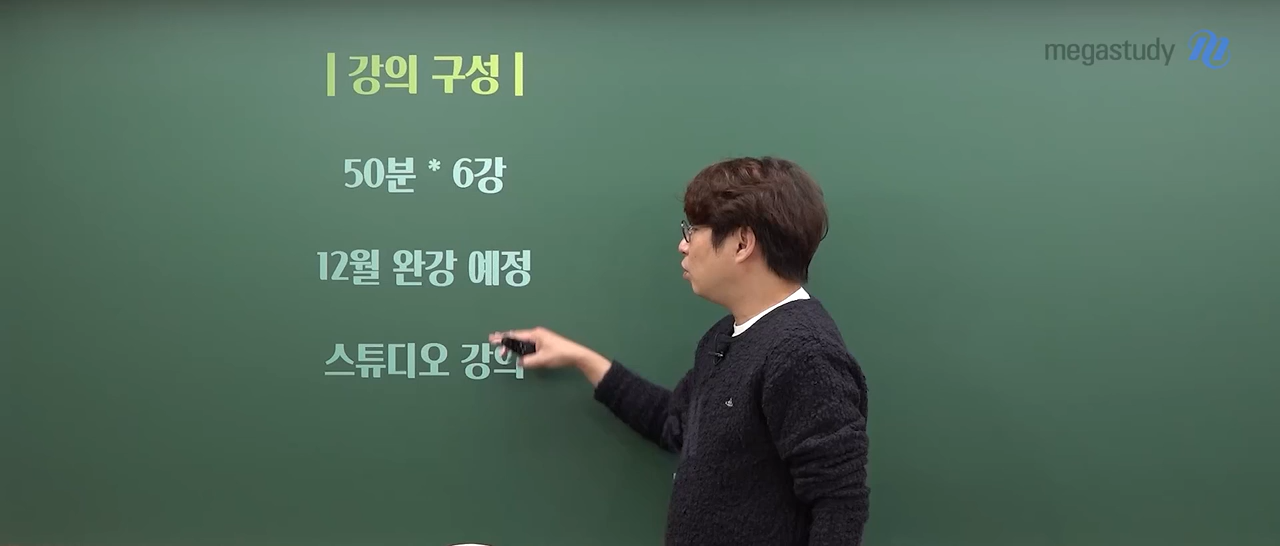 | 강의 구성 |
megastudy M
50분 * 6강
12월 완강 예정
스튜디오 강의